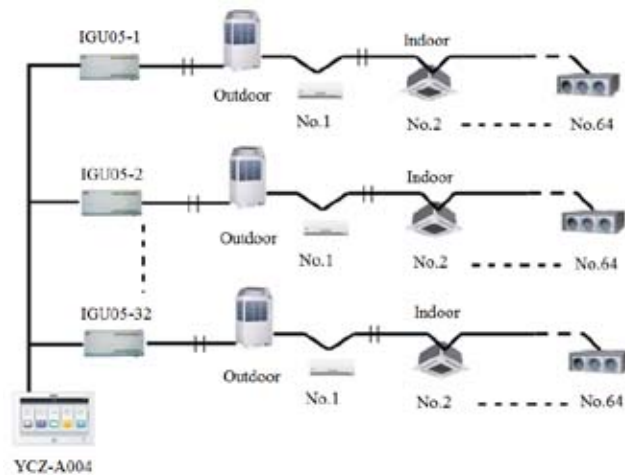 IGU05-1
Indoor
Outdoor
No.1
No.2
No.64
IGU05-2
Indoor
Outdoor
No.1
No.2
No.64
IGU05-32
Indoor
Outdoor
No.1
No.2
No.64
YCZ-A004